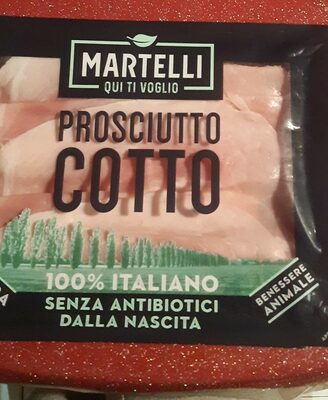 MARTELLI
QUI TI VOGLIO
PROSCIUTTO
COTTO
100% ITALIANO
SENZA ANTIBIOTICI
DALLA NASCITA
BENESSERE
ANIMALE